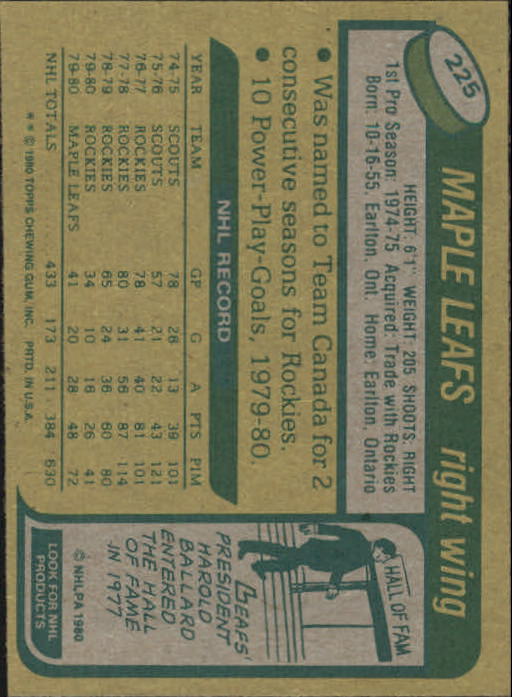 225
MAPLE LEAFS right wing
HEIGHT: 6'1" WEIGHT: 205 SHOOTS: RIGHT
1st Pro Season: 1974-75 Acquired: Trade with Rockies
Born: 10-16-55. Earlton. Ont. Home: Earlton. Ontario
• Was named to Team Canada for 2
consecutive seasons for Rockies.
• 10 Power-Play-Goals, 1979-80.
NHL RECORD
YEAR TEAM GP G A PTS PIM
74-75 SCOUTS 78 26 13 39 101
75-76 SCOUTS 57 21 22 43 121
76-77 ROCKIES 78 41 40 81 101
77-78 ROCKIES 80 31 56 87 114
78-79 ROCKIES 65 24 36 60 80
79-80 ROCKIES 34 10 16 26 41
79-80 MAPLE LEAFS 41 20 28 48 72
NHL TOTALS 433 173 211 384 630
* * © 1980 TOPPS CHEWING GUM, INC. PRTD. IN U.S.A.
HALL OF FAM
LEAFS'
PRESIDENT
HAROLD
BALLARD
ENTERED
THE HALL
OF FAME
IN 1977
© NHLPA 1980
LOOK FOR NHL
PRODUCTS